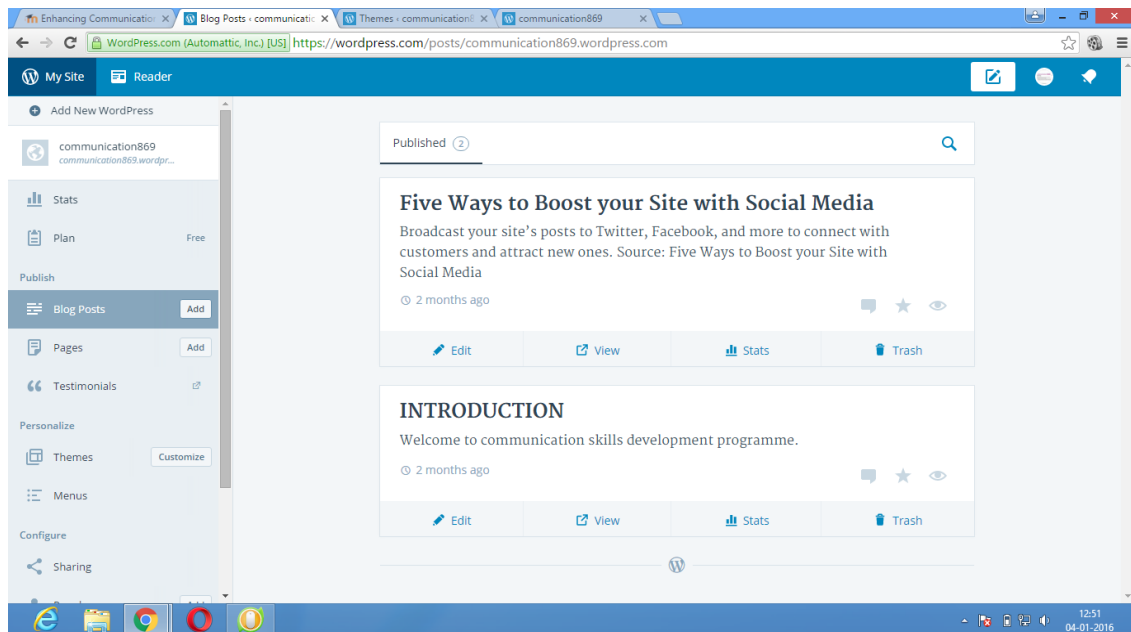 Enhancing Communication
Blog Posts ‹ communicatic
Themes ‹ communication8
communication869
WordPress.com (Automattic, Inc.) [US] https://wordpress.com/posts/communication869.wordpress.com
My Site Reader
Add New WordPress
communication869
communication869.wordpr...
Stats
Plan Free
Publish
Blog Posts Add
Pages Add
Testimonials
Personalize
Themes Customize
Menus
Configure
Sharing
Published 2
Five Ways to Boost your Site with Social Media
Broadcast your site's posts to Twitter, Facebook, and more to connect with
customers and attract new ones. Source: Five Ways to Boost your Site with
Social Media
2 months ago
Edit View Stats Trash
INTRODUCTION
Welcome to communication skills development programme.
2 months ago
Edit View Stats Trash
12:51
04-01-2016